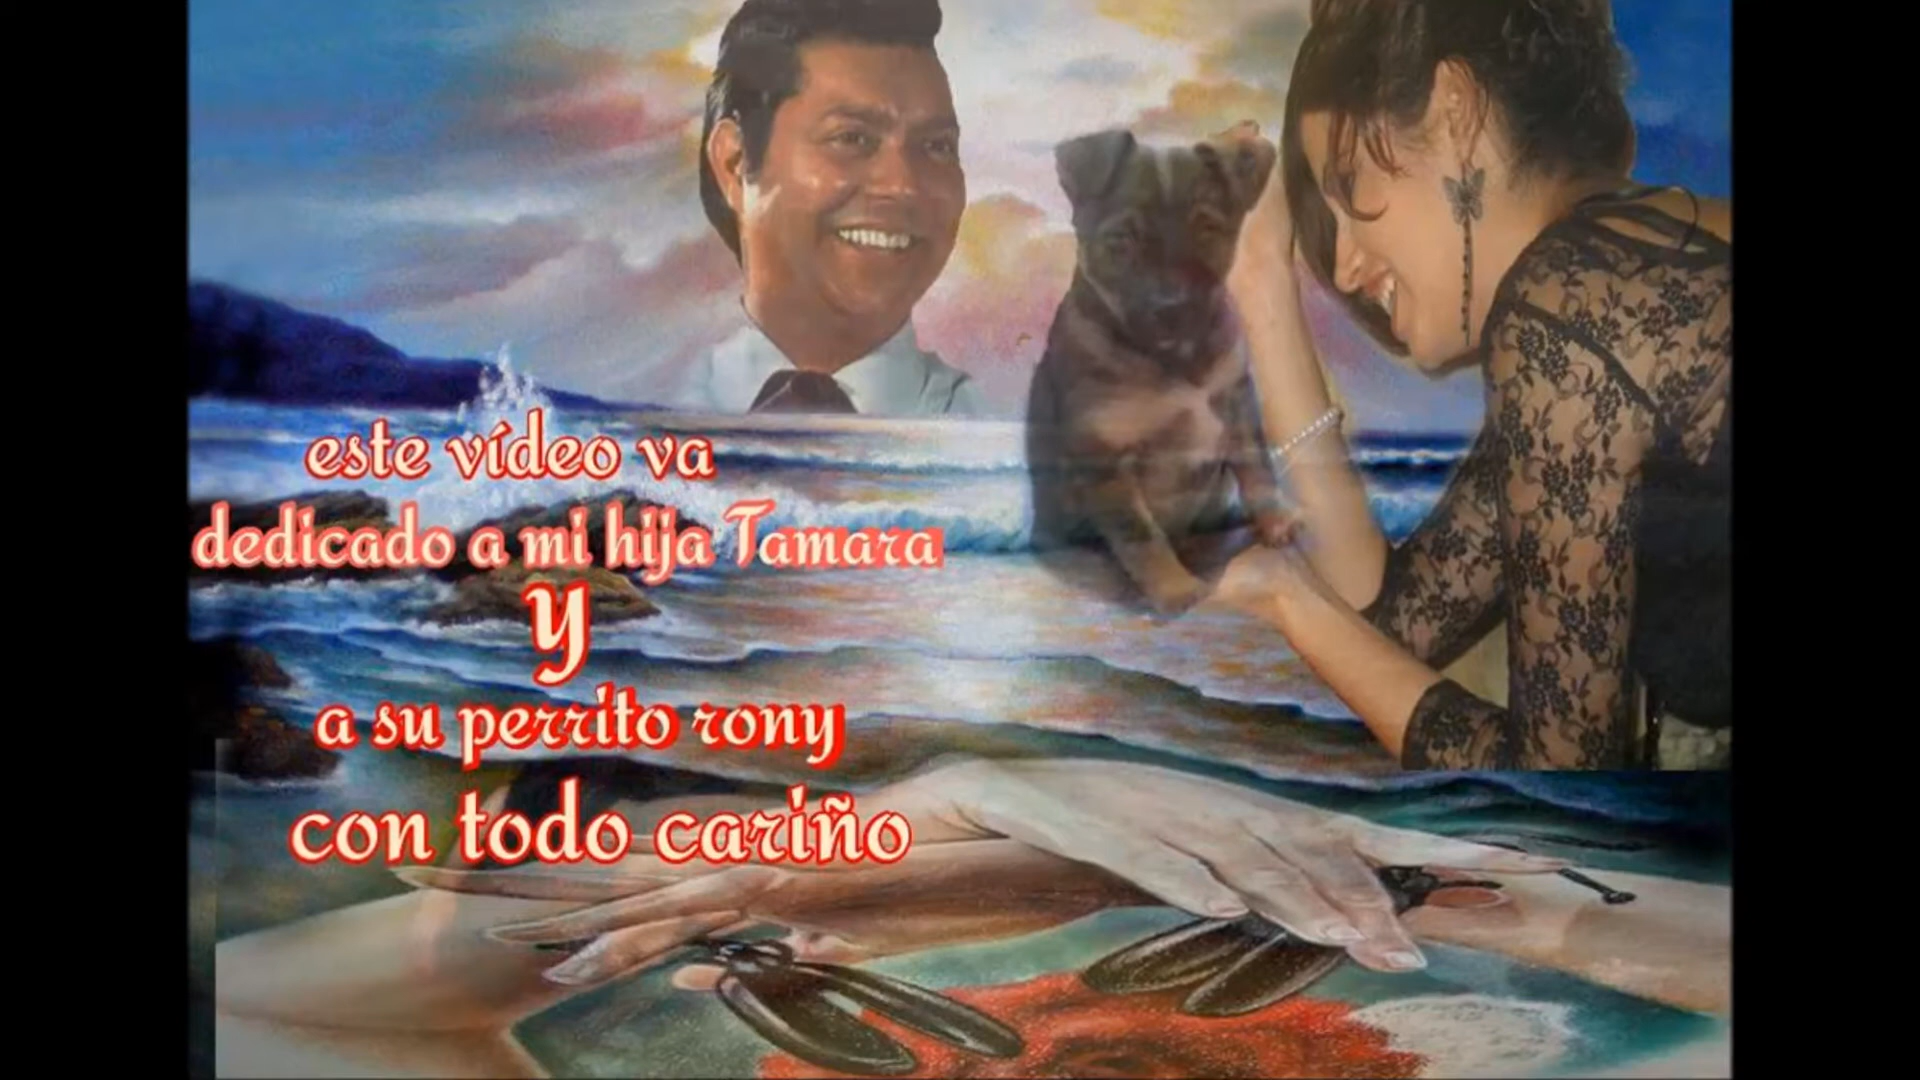 este vídeo va
dedicado a mi hija Tamara
y
a su perrito rony
con todo cariño